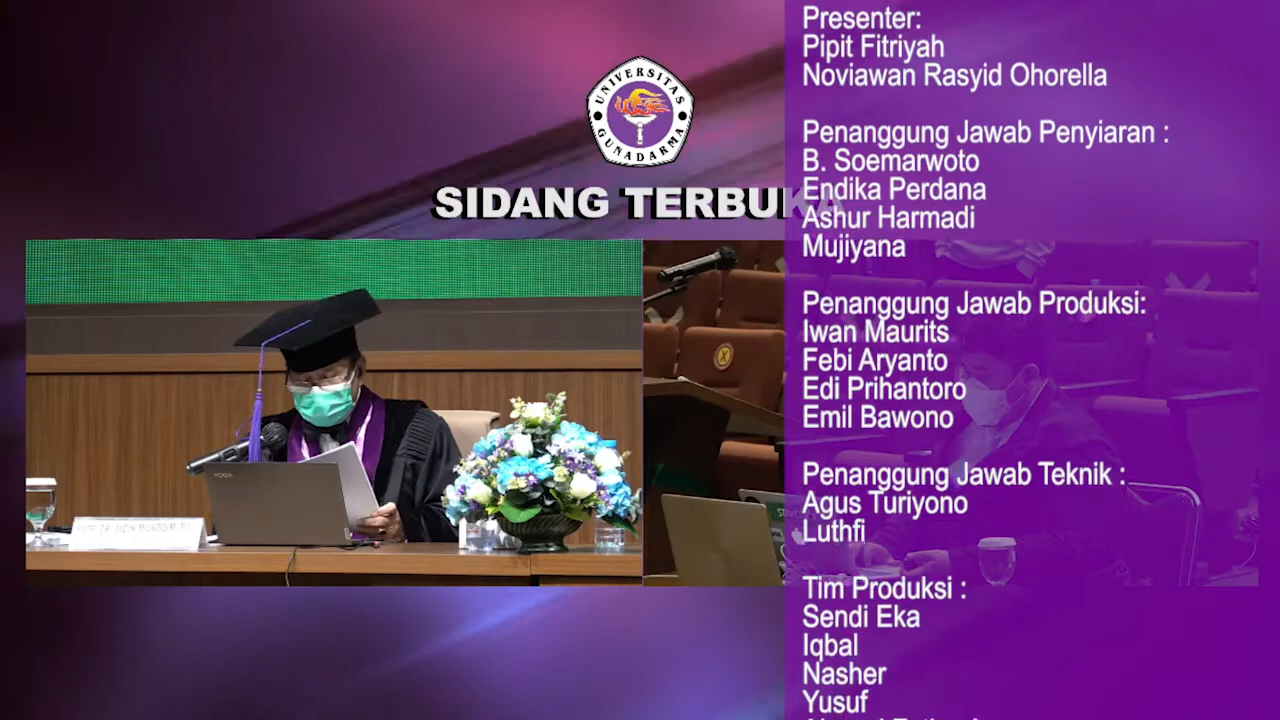 UNIVERSITAS
GUNADARMA
SIDANG TERBUKA
YOGA
X
Presenter:
Pipit Fitriyah
Noviawan Rasyid Ohorella
Penanggung Jawab Penyiaran :
B. Soemarwoto
Endika Perdana
Ashur Harmadi
Mujiyana
Penanggung Jawab Produksi:
Iwan Maurits
Febi Aryanto
Edi Prihantoro
Emil Bawono
Penanggung Jawab Teknik :
Agus Turiyono
Luthfi
Tim Produksi :
Sendi Eka
Iqbal
Nasher
Yusuf